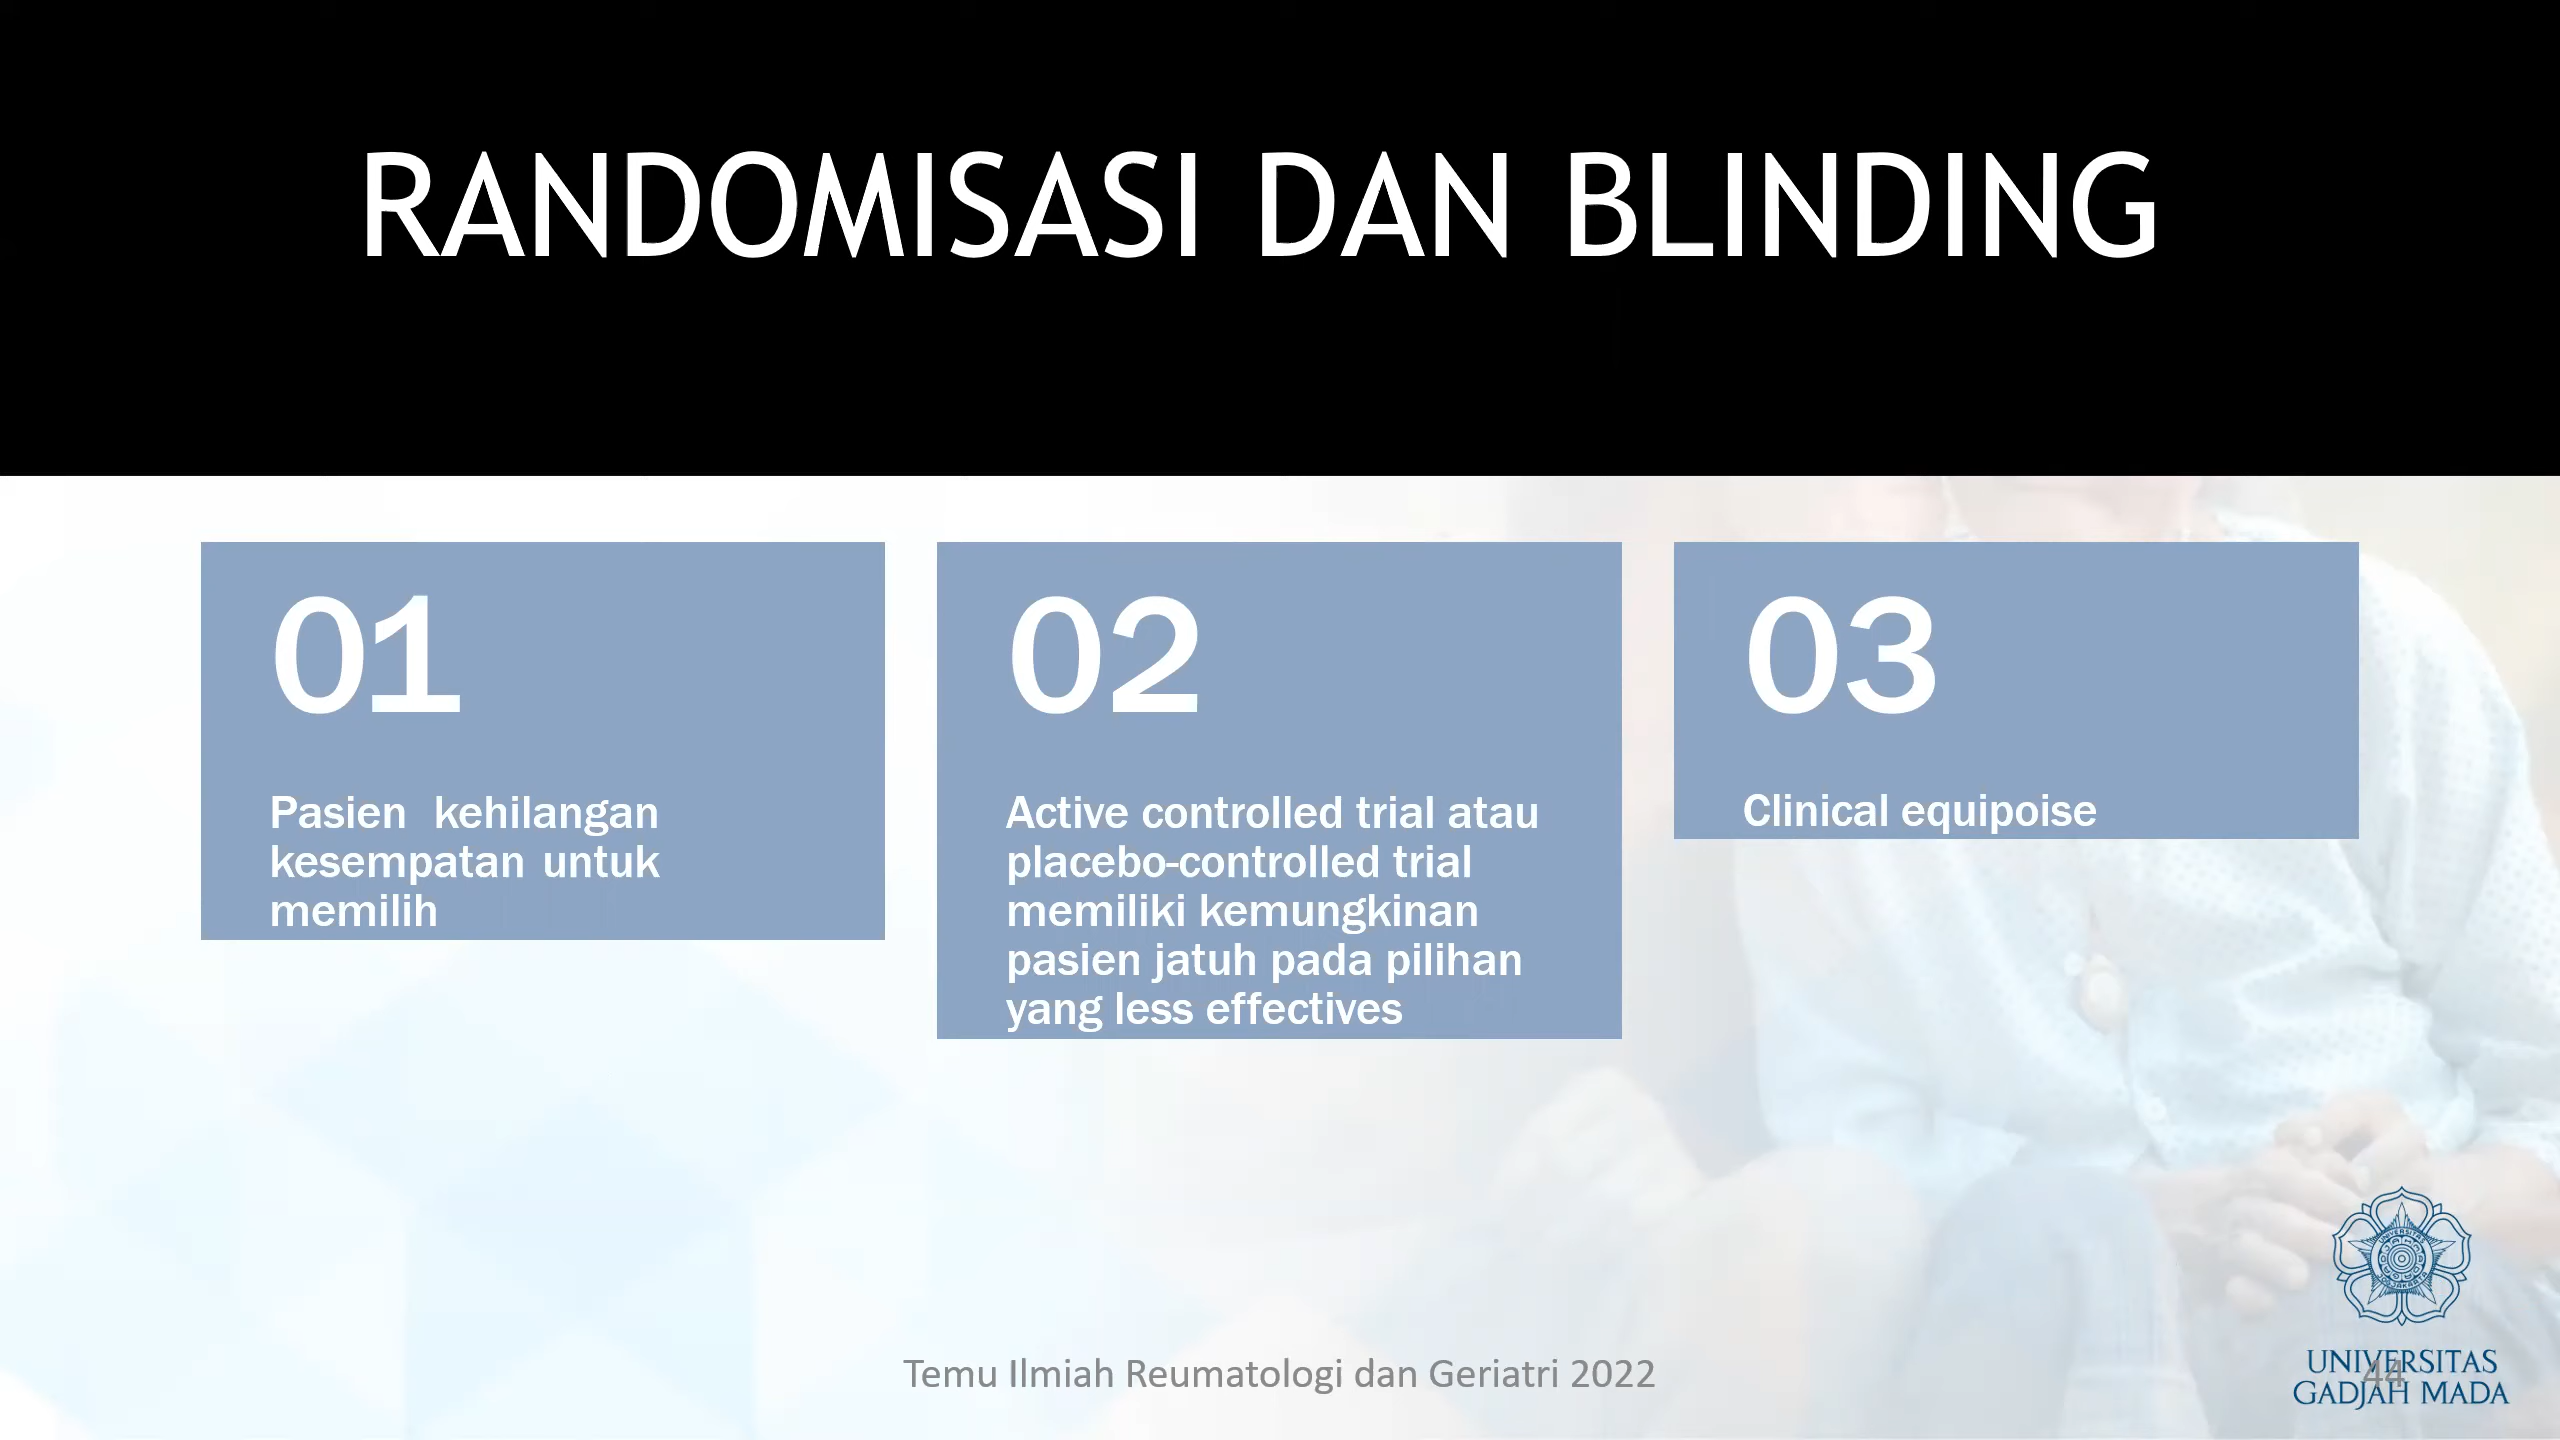 RANDOMISASI DAN BLINDING
01
Pasien kehilangan
kesempatan untuk
memilih
02
Active controlled trial atau
placebo-controlled trial
memiliki kemungkinan
pasien jatuh pada pilihan
yang less effectives
03
Clinical equipoise
Temu Ilmiah Reumatologi dan Geriatri 2022
44
UNIVERSITAS
GADJAH MADA